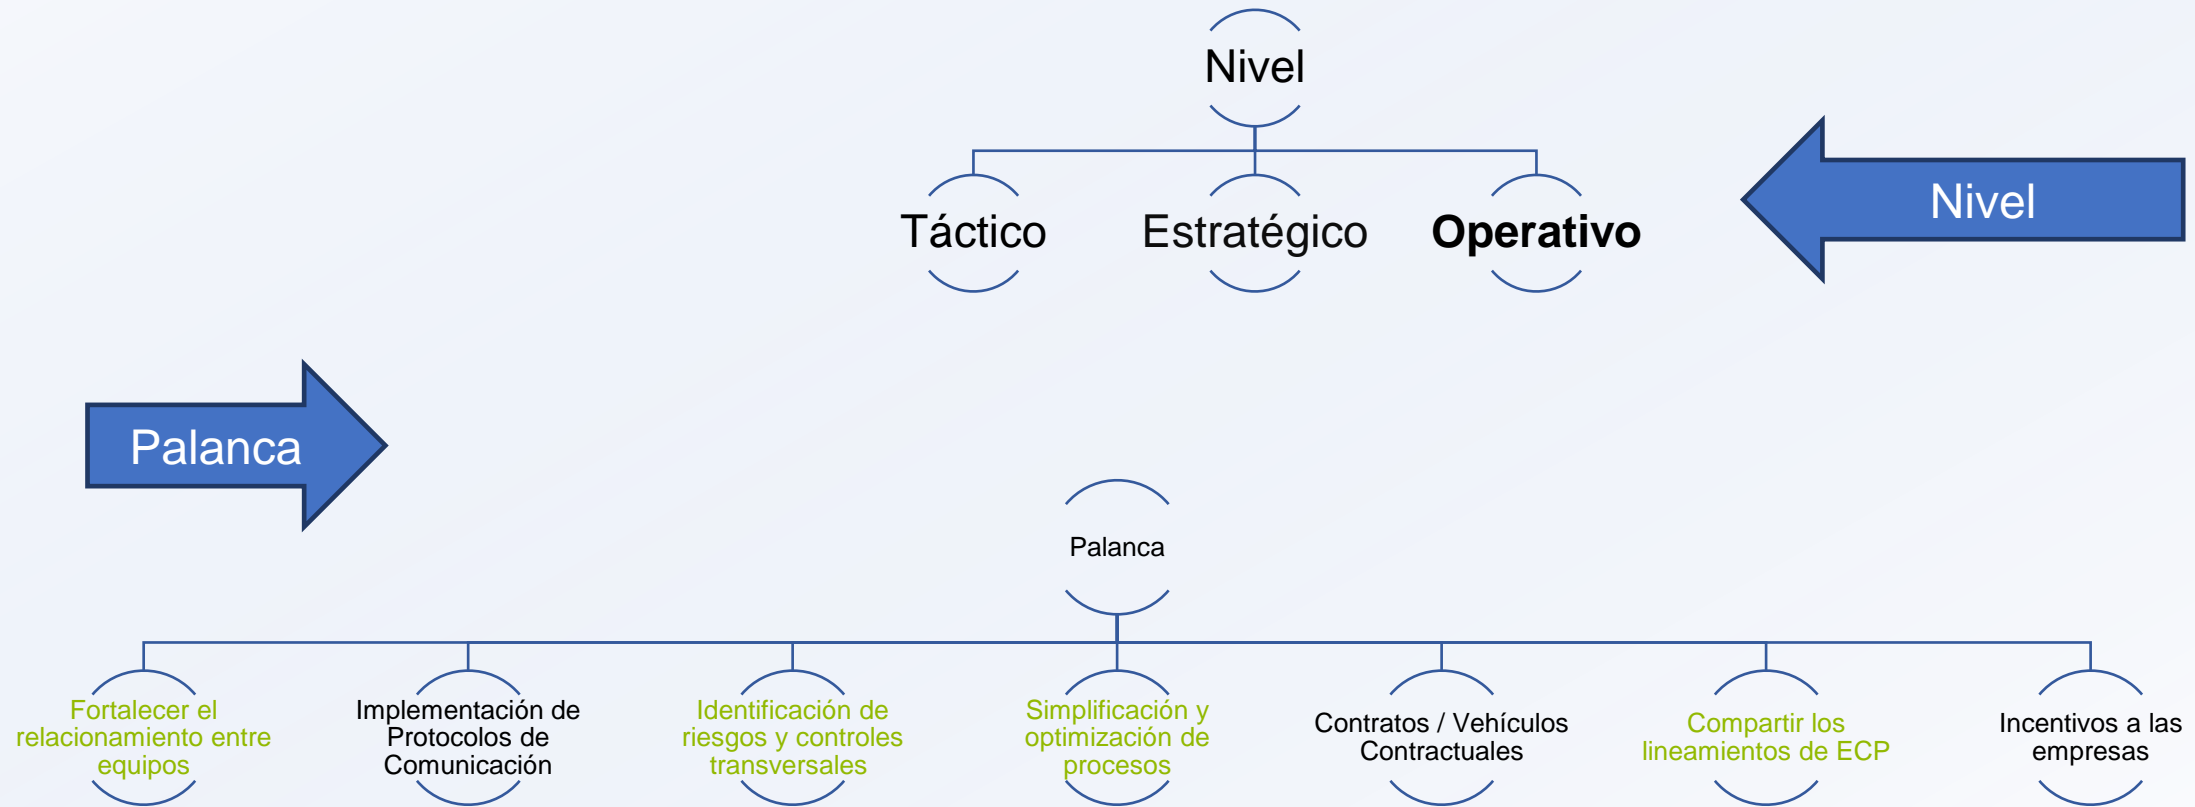 Nivel
Táctico
Estratégico
Operativo
Nivel
Palanca
Palanca
Fortalecer el
relacionamiento entre
equipos
Implementación de
Protocolos de
Comunicación
Identificación de
riesgos y controles
transversales
Simplificación y
optimización de
procesos
Contratos / Vehículos
Contractuales
Compartir los
lineamientos de ECP
Incentivos a las
empresas